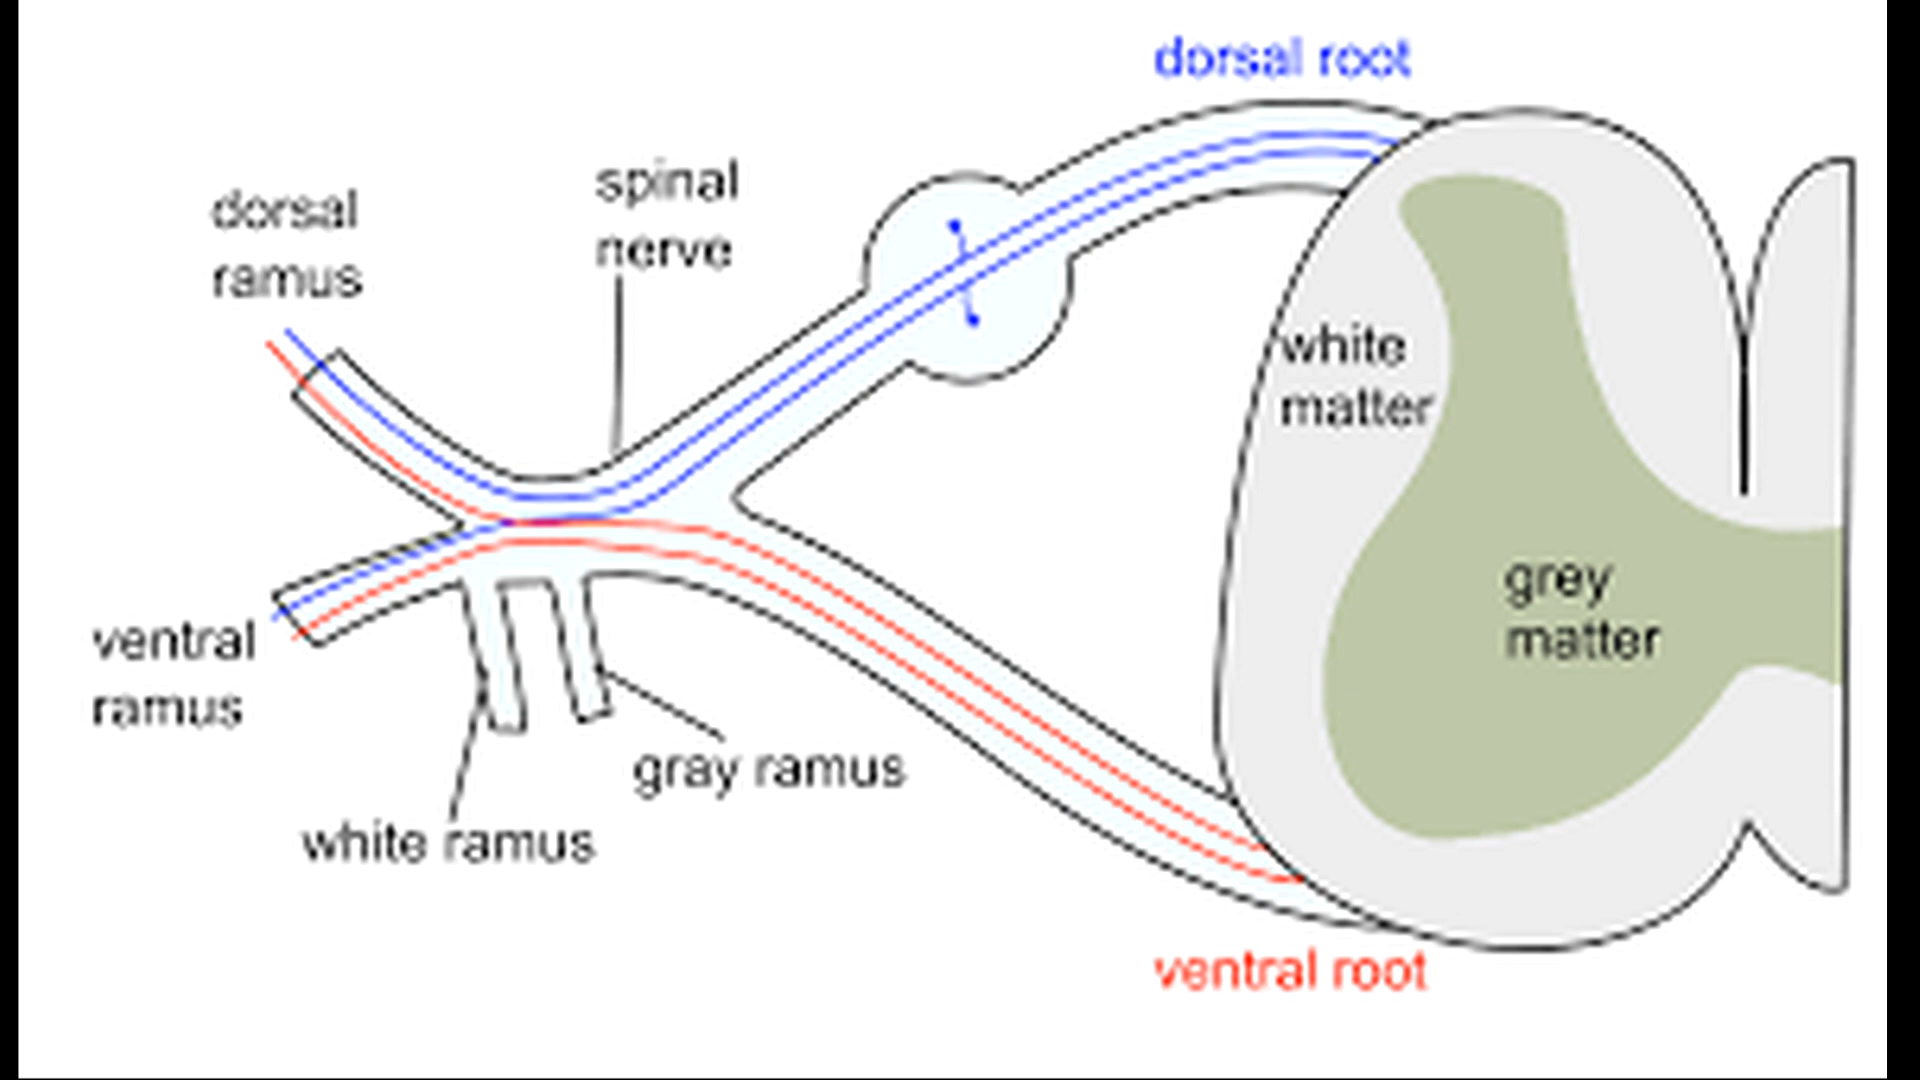 dorsal root
spinal
nerve
dorsal
ramus
white
matter
grey
matter
ventral
ramus
gray ramus
white ramus
ventral root